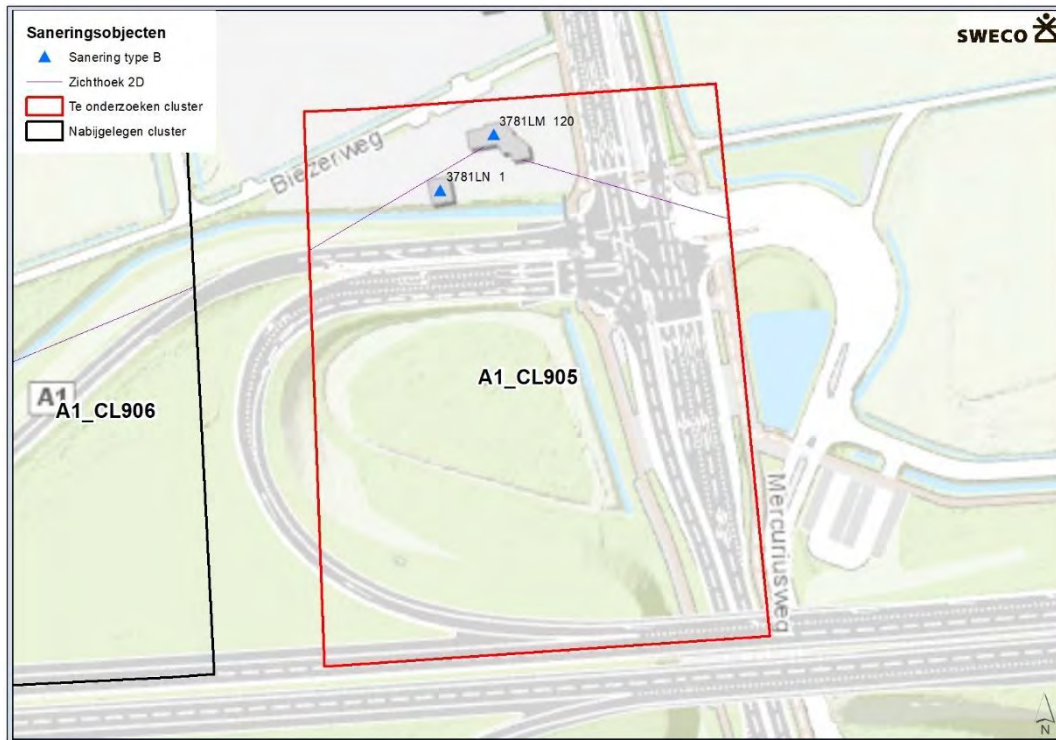 Saneringsobjecten
Sanering type B
Zichthoek 2D
Te onderzoeken cluster
Nabijgelegen cluster
SWECO
3781LM 120
3781LN 1
Biezerweg
A1_CL905
A1
A1_CL906
Mercuriusweg
N